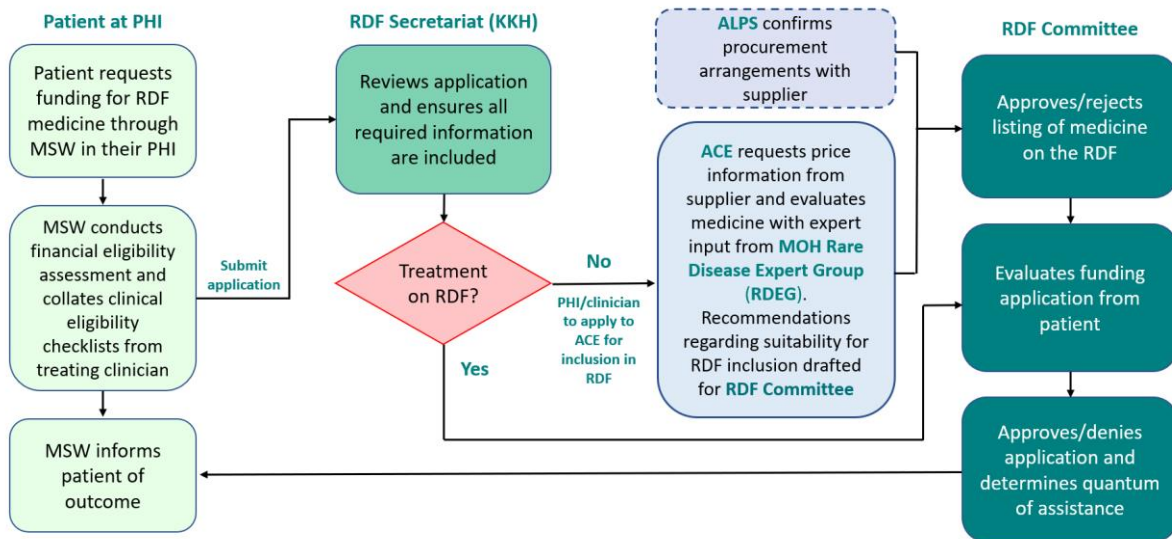 Patient at PHI
Patient requests
funding for RDF
medicine through
MSW in their PHI
MSW conducts
financial eligibility
assessment and
collates clinical
eligibility
checklists from
treating clinician
MSW informs
patient of
outcome
Submit
application
RDF Secretariat (KKH)
Reviews application
and ensures all
required information
are included
Treatment
on RDF?
No
PHI/clinician
to apply to
ACE for
inclusion in
RDF
Yes
ALPS confirms
procurement
arrangements with
supplier
ACE requests price
information from
supplier and evaluates
medicine with expert
input from MOH Rare
Disease Expert Group
(RDEG).
Recommendations
regarding suitability for
RDF inclusion drafted
for RDF Committee
RDF Committee
Approves/rejects
listing of medicine
on the RDF
Evaluates funding
application from
patient
Approves/denies
application and
determines quantum
of assistance